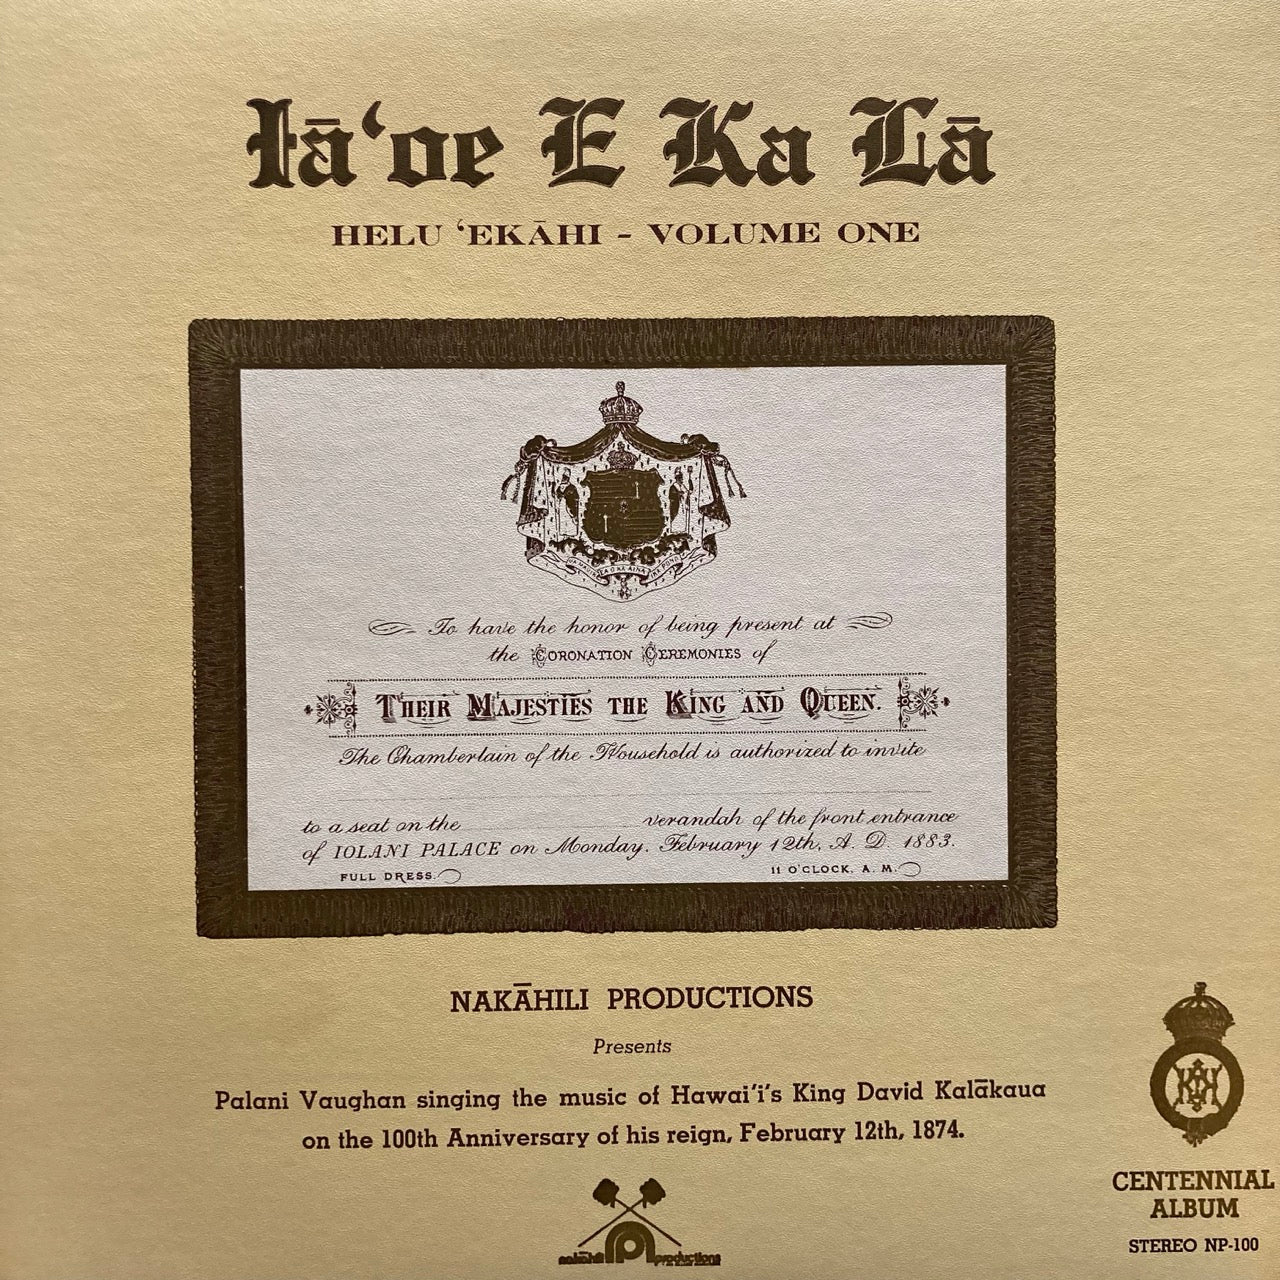 Iā‘oe E Ka Lā
HELU ‘EKĀHI - VOLUME ONE
To have the honor of being present at
the CORONATION CEREMONIES of
THEIR MAJESTIES THE KING AND QUEEN.
The Chamberlain of the Household is authorized to invite
to a seat on the verandah of the front entrance
of IOLANI PALACE on Monday, February 12th, A. D. 1883.
FULL DRESS. 11 O'CLOCK, A. M.
NAKĀHILI PRODUCTIONS
Presents
Palani Vaughan singing the music of Hawai'i's King David Kalākaua
on the 100th Anniversary of his reign, February 12th, 1874.
nakāhili productions
CENTENNIAL
ALBUM
STEREO NP-100